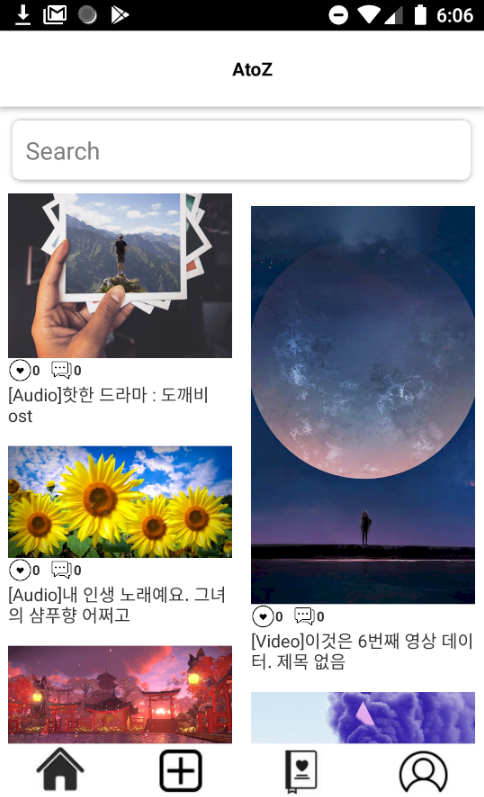 6:06
AtoZ
Search
0 0
[Audio]핫한 드라마 : 도깨비
ost
0 0
[Audio]내 인생 노래예요. 그녀
의 샴푸향 어쩌고
0 0
[Video]이것은 6번째 영상 데이
터. 제목 없음